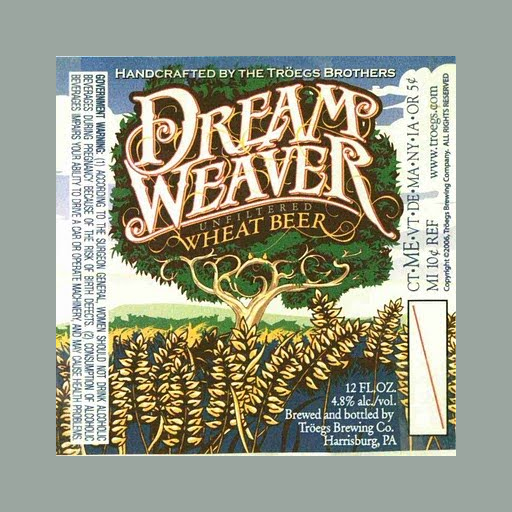 HANDCRAFTED BY THE TRÖEGS BROTHERS
DREAM
WEAVER
UNFILTERED
WHEAT BEER
12 FL.OZ.
4.8% alc./vol.
Brewed and bottled by
Tröegs Brewing Co.
Harrisburg, PA
GOVERNMENT WARNING: (1) ACCORDING TO THE SURGEON GENERAL WOMEN SHOULD NOT DRINK ALCOHOLIC
BEVERAGES DURING PREGNANCY BECAUSE OF THE RISK OF BIRTH DEFECTS. (2) CONSUMPTION OF ALCOHOLIC
BEVERAGES IMPAIRS YOUR ABILITY TO DRIVE A CAR OR OPERATE MACHINERY, AND MAY CAUSE HEALTH PROBLEMS.
CT•ME•VT•DE•MA•NY•IA•OR 5¢
MI 10¢ REF
www.troegs.com
Copyright ©2006, Tröegs Brewing Company. ALL RIGHTS RESERVED